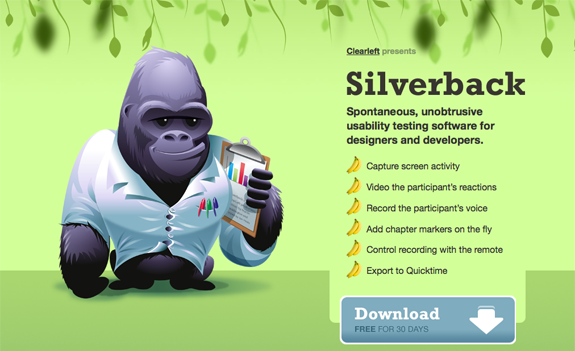 Clearleft presents
Silverback
Spontaneous, unobtrusive
usability testing software for
designers and developers.
Capture screen activity
Video the participant's reactions
Record the participant's voice
Add chapter markers on the fly
Control recording with the remote
Export to Quicktime
Download
FREE FOR 30 DAYS